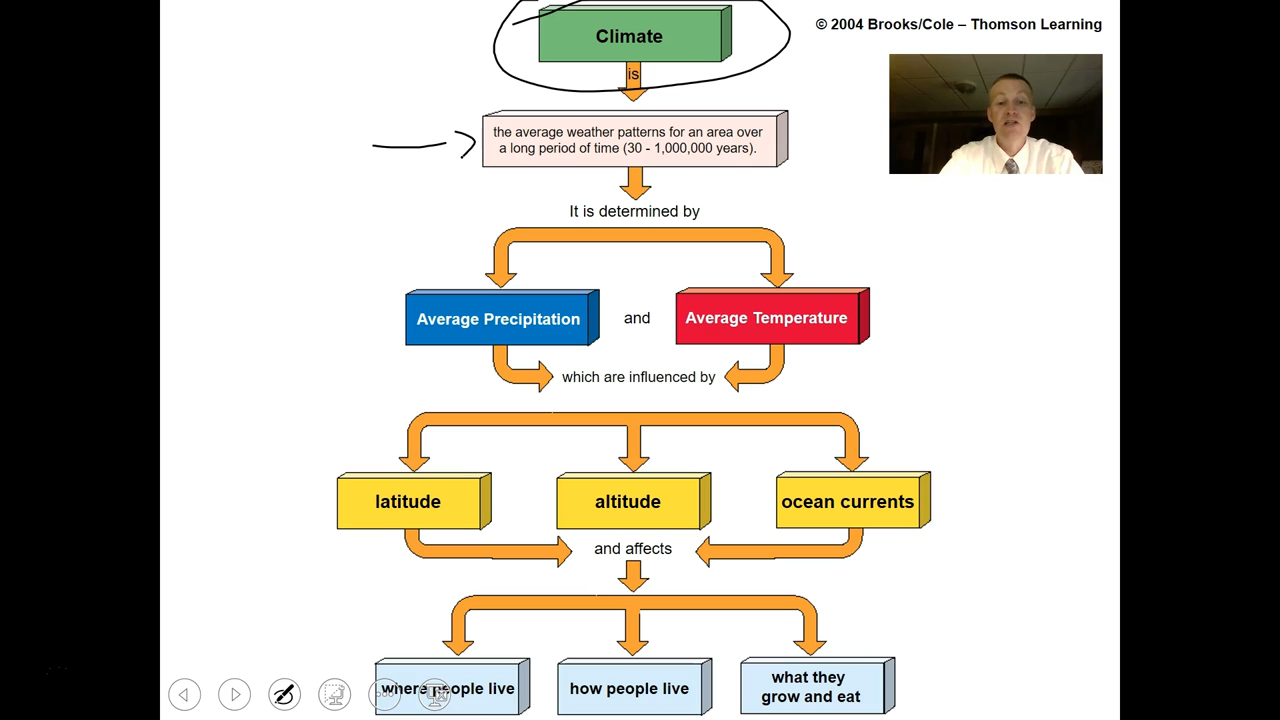 © 2004 Brooks/Cole – Thomson Learning
Climate
is
the average weather patterns for an area over
a long period of time (30 - 1,000,000 years).
It is determined by
Average Precipitation
and
Average Temperature
which are influenced by
latitude
altitude
ocean currents
and affects
where people live
how people live
what they
grow and eat